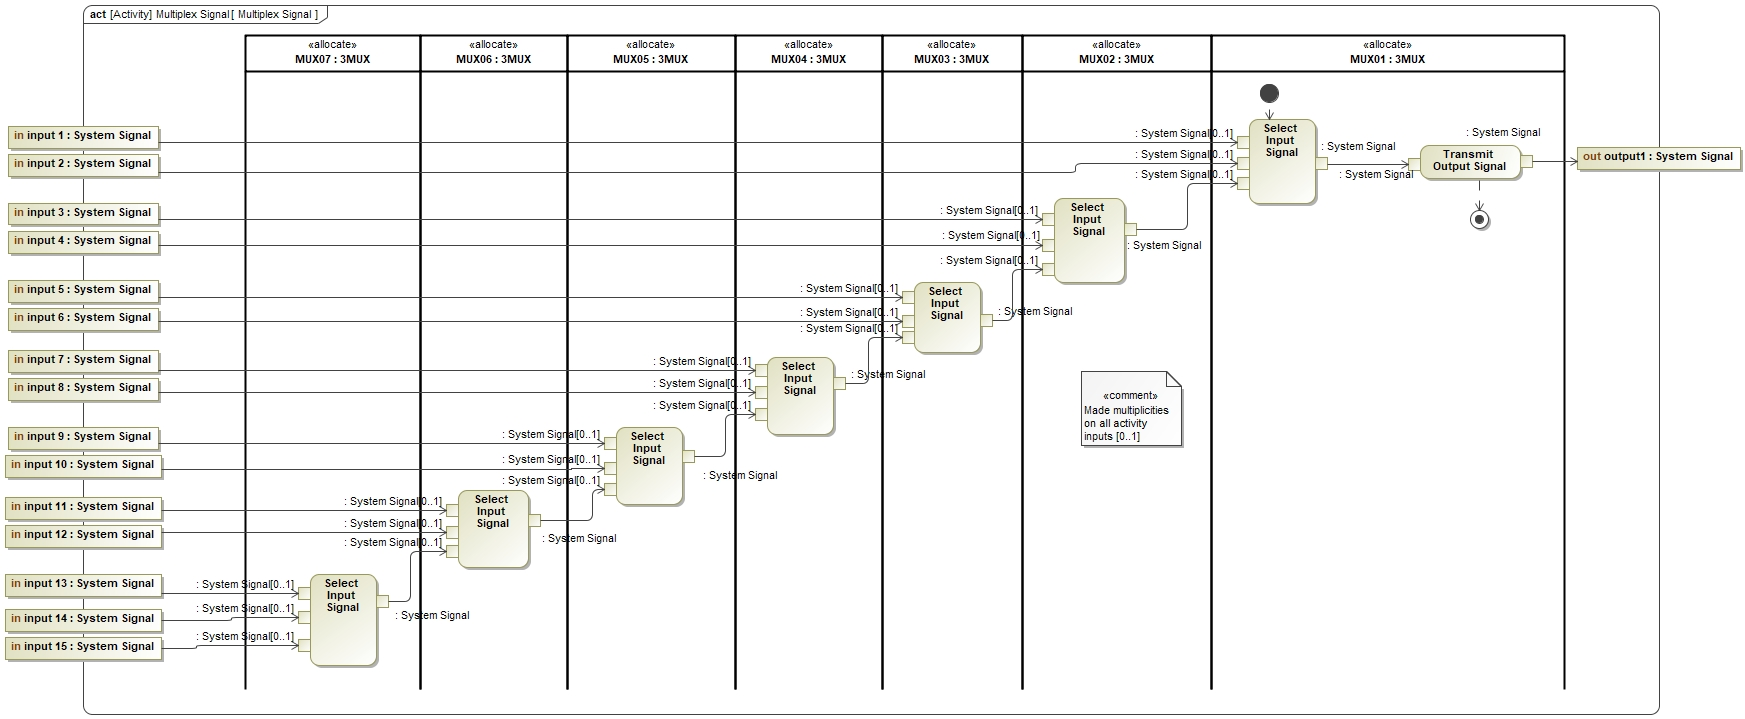 act [Activity] Multiplex Signal[ Multiplex Signal ]
«allocate»
MUX07 : 3MUX
«allocate»
MUX06 : 3MUX
«allocate»
MUX05 : 3MUX
«allocate»
MUX04 : 3MUX
«allocate»
MUX03 : 3MUX
«allocate»
MUX02 : 3MUX
«allocate»
MUX01 : 3MUX
in input 1 : System Signal
in input 2 : System Signal
in input 3 : System Signal
in input 4 : System Signal
in input 5 : System Signal
in input 6 : System Signal
in input 7 : System Signal
in input 8 : System Signal
in input 9 : System Signal
in input 10 : System Signal
in input 11 : System Signal
in input 12 : System Signal
in input 13 : System Signal
in input 14 : System Signal
in input 15 : System Signal
: System Signal[0..1]
: System Signal[0..1]
: System Signal[0..1]
Select
Input
Signal
: System Signal
: System Signal
: System Signal
Transmit
Output Signal
out output1 : System Signal
: System Signal[0..1]
: System Signal[0..1]
: System Signal[0..1]
Select
Input
Signal
: System Signal
: System Signal[0..1]
: System Signal[0..1]
: System Signal[0..1]
Select
Input
Signal
: System Signal
: System Signal[0..1]
: System Signal[0..1]
: System Signal[0..1]
Select
Input
Signal
: System Signal
«comment»
Made multiplicities
on all activity
inputs [0..1]
: System Signal[0..1]
: System Signal[0..1]
: System Signal[0..1]
Select
Input
Signal
: System Signal
: System Signal[0..1]
: System Signal[0..1]
: System Signal[0..1]
Select
Input
Signal
: System Signal
: System Signal[0..1]
: System Signal[0..1]
: System Signal[0..1]
Select
Input
Signal
: System Signal